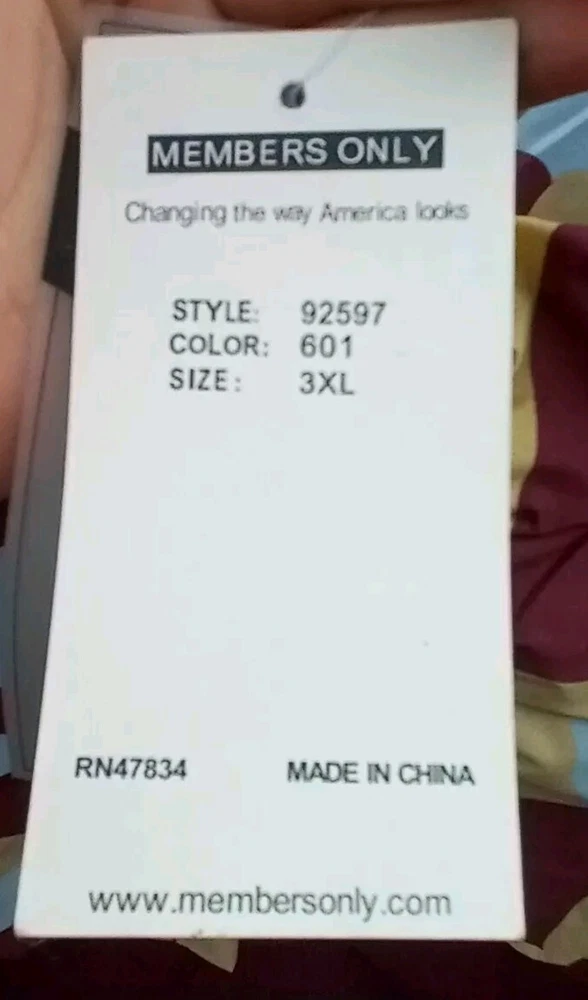 MEMBERS ONLY
Changing the way America looks
STYLE: 92597
COLOR: 601
SIZE: 3XL
RN47834 MADE IN CHINA
www.membersonly.com